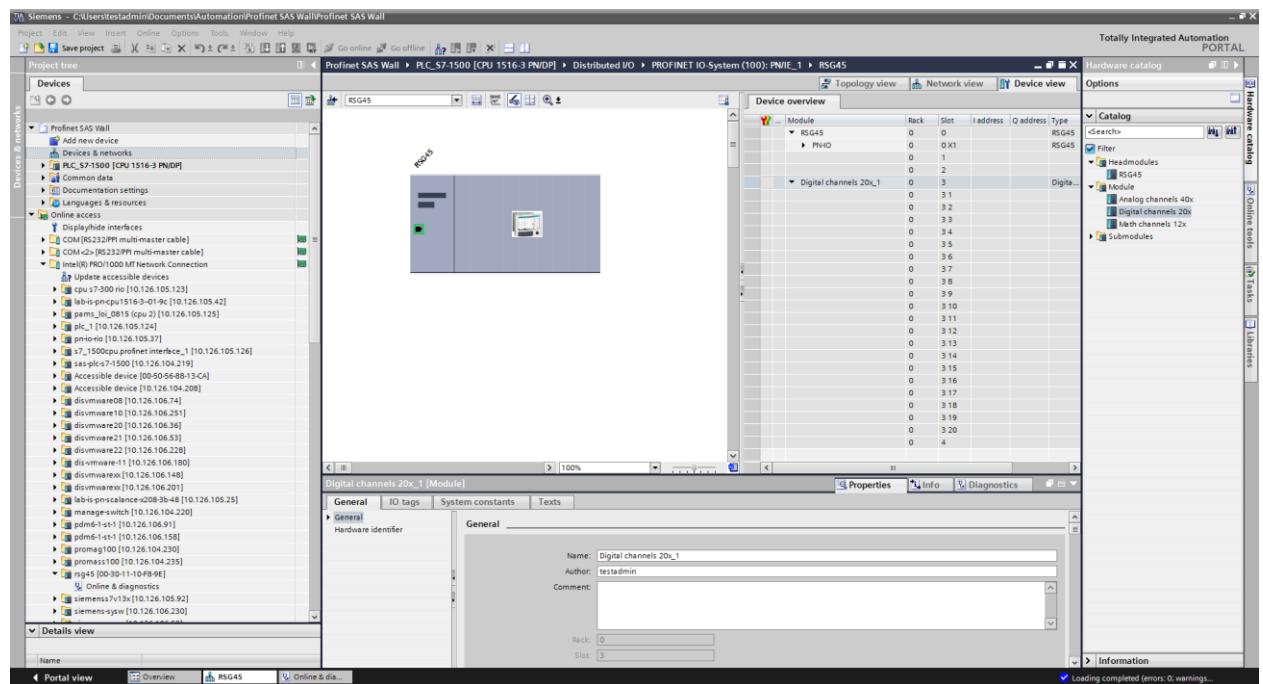 Siemens - C:\Users\testadmin\Documents\Automation\Profinet SAS Wall\Profinet SAS Wall
Project Edit View Insert Online Options Tools Window Help
Save project
Go online
Go offline
Totally Integrated Automation
PORTAL
Project tree
Devices
Devices & networks
Profinet SAS Wall
Add new device
Devices & networks
PLC_S7-1500 [CPU 1516-3 PN/DP]
Common data
Documentation settings
Languages & resources
Online access
Display/hide interfaces
COM [RS232/PPI multi-master cable]
COM <2> [RS232/PPI multi-master cable]
Intel(R) PRO/1000 MT Network Connection
Update accessible devices
cpu s7-300 rio [10.126.105.123]
lab-is-pn-cpu1516-3-01-9c [10.126.105.42]
pams_loi_0815 (cpu 2) [10.126.105.125]
plc_1 [10.126.105.124]
pn-io-rio [10.126.105.37]
s7_1500cpu.profinet interface_1 [10.126.105.126]
sas-plc-s7-1500 [10.126.104.219]
Accessible device [00-50-56-88-13-CA]
Accessible device [10.126.104.208]
disvmware08 [10.126.106.74]
disvmware10 [10.126.106.251]
disvmware20 [10.126.106.36]
disvmware21 [10.126.106.53]
disvmware22 [10.126.106.228]
dis-vmware-11 [10.126.106.180]
disvmwarexx [10.126.106.148]
disvmwarexx [10.126.106.201]
lab-is-pn-scalance-x208-3b-48 [10.126.105.25]
manage-switch [10.126.104.220]
pdm6-1-st-1 [10.126.106.91]
pdm6-1-st-1 [10.126.106.158]
promag100 [10.126.104.230]
promass100 [10.126.104.235]
rsg45 [00-30-11-10-F8-9E]
Online & diagnostics
siemenss7v13x [10.126.105.92]
siemens-sysw [10.126.106.230]
Details view
Name
Profinet SAS Wall PLC_S7-1500 [CPU 1516-3 PN/DP] Distributed I/O PROFINET IO-System (100): PN/IE_1 RSG45
Topology view Network view Device view
RSG45
RSG45
100%
Device overview
... Module Rack Slot I address Q address Type
RSG45 0 0 RSG45
PN-IO 0 0 X1 RSG45
0 1
0 2
Digital channels 20x_1 0 3 Digita...
0 3 1
0 3 2
0 3 3
0 3 4
0 3 5
0 3 6
0 3 7
0 3 8
0 3 9
0 3 10
0 3 11
0 3 12
0 3 13
0 3 14
0 3 15
0 3 16
0 3 17
0 3 18
0 3 19
0 3 20
0 4
Digital channels 20x_1 [Module]
Properties Info Diagnostics
General IO tags System constants Texts
General
Hardware identifier
General
Name: Digital channels 20x_1
Author: testadmin
Comment:
Rack: 0
Slot: 3
Hardware catalog
Options
Catalog
<Search>
Filter
Headmodules
RSG45
Module
Analog channels 40x
Digital channels 20x
Math channels 12x
Submodules
Information
Hardware catalog
Online tools
Tasks
Libraries
Portal view Overview RSG45 Online & dia...
Loading completed (errors: 0; warnings...